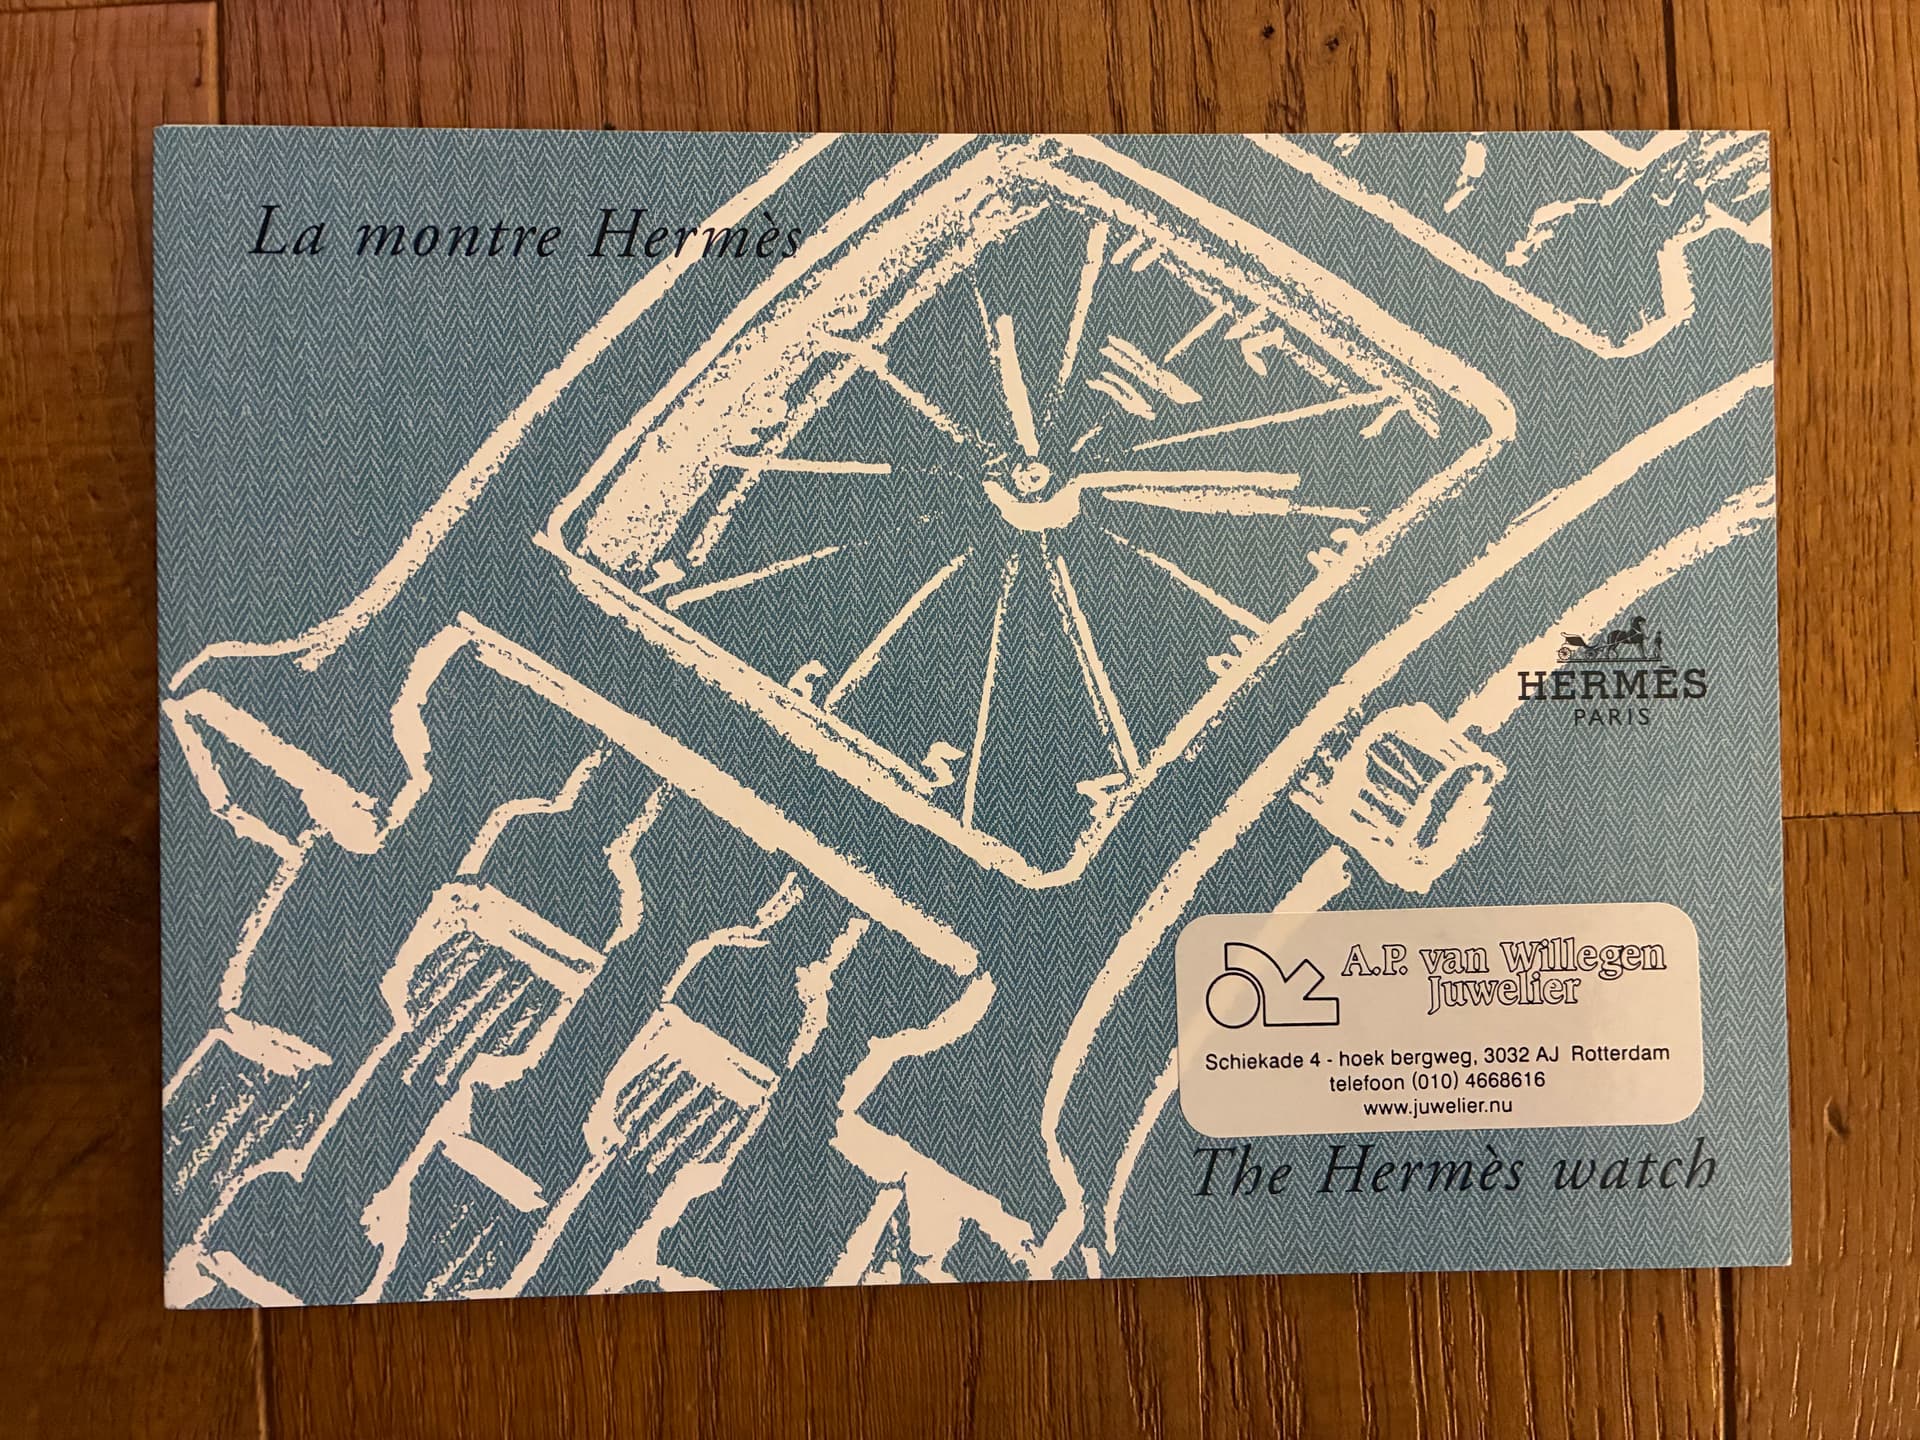 La montre Hermès
HERMÈS
PARIS
A.P. van Willegen
Juwelier
Schiekade 4 - hoek bergweg, 3032 AJ Rotterdam
telefoon (010) 4668616
www.juwelier.nu
The Hermès watch